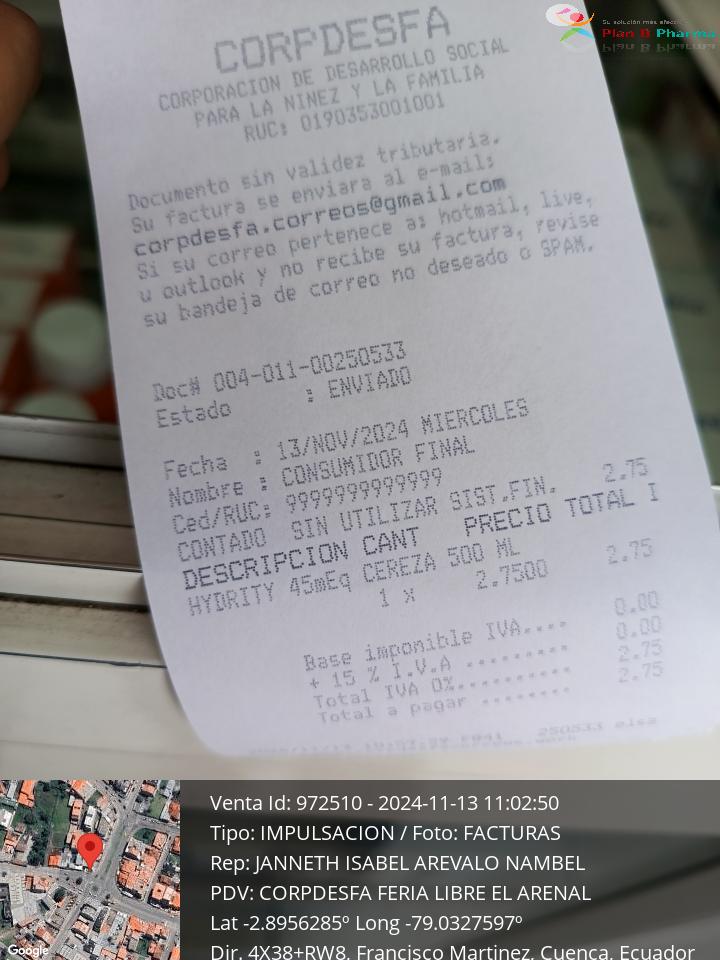 Su solución más efec
Plan B Pharma
CORPDESFA
CORPORACION DE DESARROLLO SOCIAL
PARA LA NINEZ Y LA FAMILIA
RUC: 0190353001001
Documento sin validez tributaria.
Su factura se enviara al e-mail:
corpdesfa.correos@gmail.com
Si su correo pertenece a: hotmail, live,
u outlook y no recibe su factura, revise
su bandeja de correo no deseado o SPAM.
Doc# 004-011-00250533
Estado : ENVIADO
Fecha : 13/NOV/2024 MIERCOLES
Nombre : CONSUMIDOR FINAL
Ced/RUC: 9999999999999
CONTADO SIN UTILIZAR SIST.FIN. 2.75
DESCRIPCION CANT PRECIO TOTAL I
HYDRITY 45mEq CEREZA 500 ML
1 x 2.7500 2.75
Base imponible IVA.... 0.00
+ 15 % I.V.A ......... 0.00
Total IVA 0%.......... 2.75
Total a pagar ........ 2.75
250533 elsa
Venta Id: 972510 - 2024-11-13 11:02:50
Tipo: IMPULSACION / Foto: FACTURAS
Rep: JANNETH ISABEL AREVALO NAMBEL
PDV: CORPDESFA FERIA LIBRE EL ARENAL
Lat -2.8956285º Long -79.0327597º
Dir. 4X38+RW8, Francisco Martinez, Cuenca, Ecuador
Google